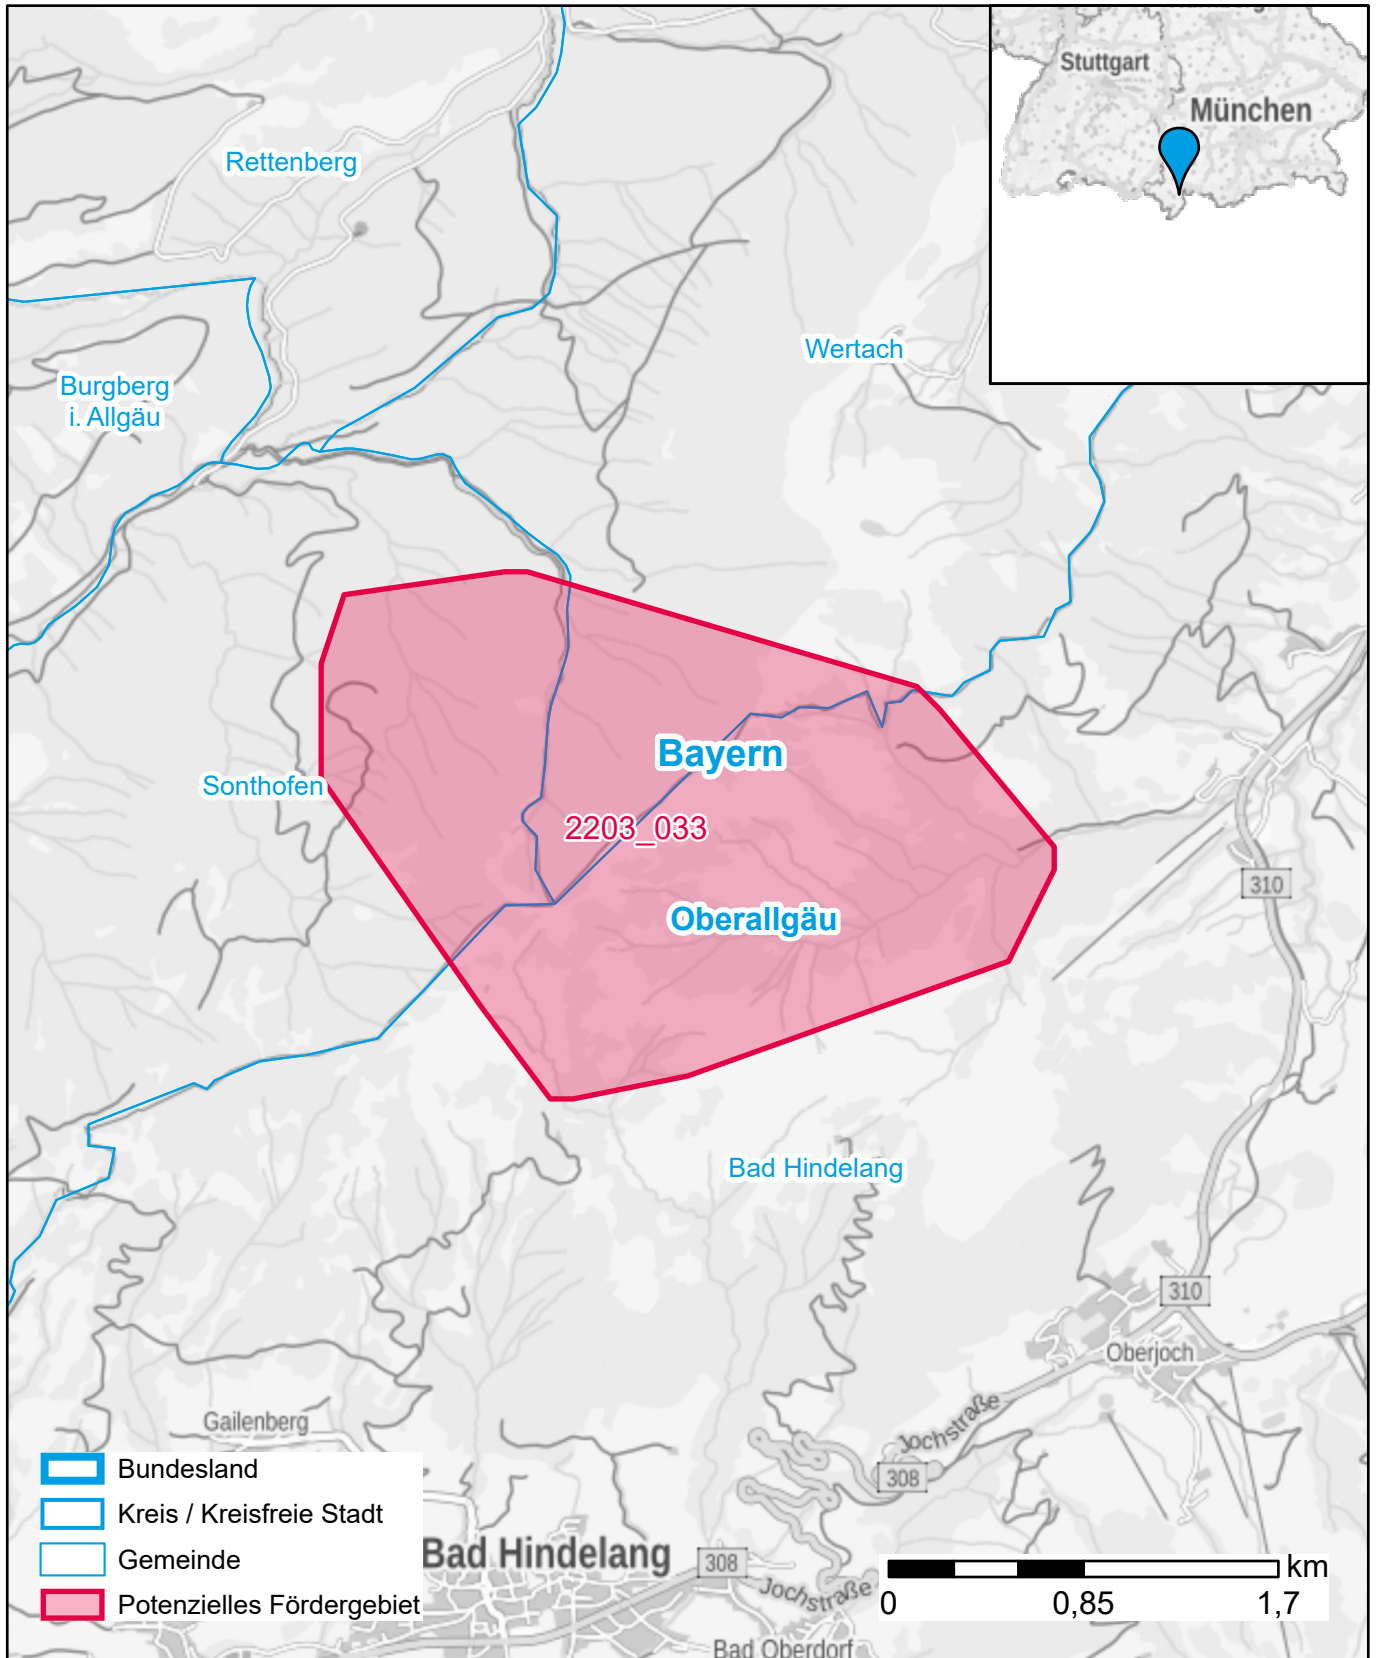 Stuttgart
München
Rettenberg
Wertach
Burgberg
i. Allgäu
Bayern
Sonthofen
2203_033
310
Oberallgäu
Bad Hindelang
310
Oberjoch
Jochstraße
Gailenberg
308
Bundesland
Kreis / Kreisfreie Stadt
Gemeinde
Potenzielles Fördergebiet
Bad Hindelang
308
Jochstraße
Bad Oberdorf
km
0
0,85
1,7